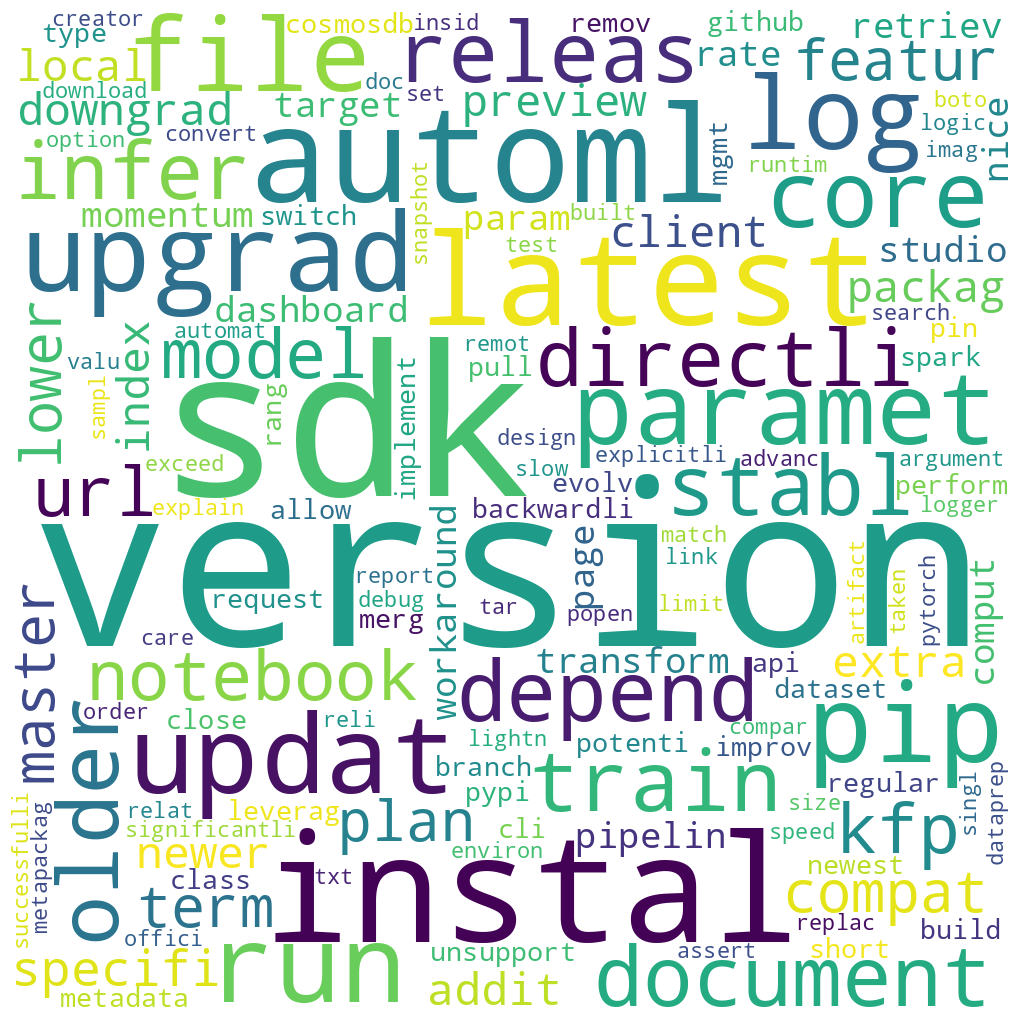 creator
type
file
cosmosdb
insid
releas
remov
rate
github
retriev
featur
local
download
downgrad
option
convert
target
doc
set
preview
automl
mgmt
log
runtim
boto
logic
imag
nice
infer
core
momentum
switch
snapshot
param
built
test
client
studio
upgrad
latest
packag
search
dashboard
automat
lower
valu
sampl
index
model
remot
pull
directli
pin
spark
sdk
rang
implement
paramet
design
explicitli
advanc
argument
slow
exceed
url
explain
allow
evolv
backwardli
stabl
perform
logger
version
workaround
page
match
link
report
request
debug
merg
tar
popen
limit
artifact
taken
pytorch
comput
master
care
notebook
depend
transform
api
dataset
extra
order
close
reli
updat
older
lightn
potenti
compar
improv
pip
branch
pypi
train
regular
singl
dataprep
successfulli
metapackag
relat
leverag
significantli
plan
cli
environ
pipelin
size
speed
kfp
newer
class
txt
instal
newest
compat
term
offici
replac
build
specifi
run
unsupport
assert
short
metadata
addit
document